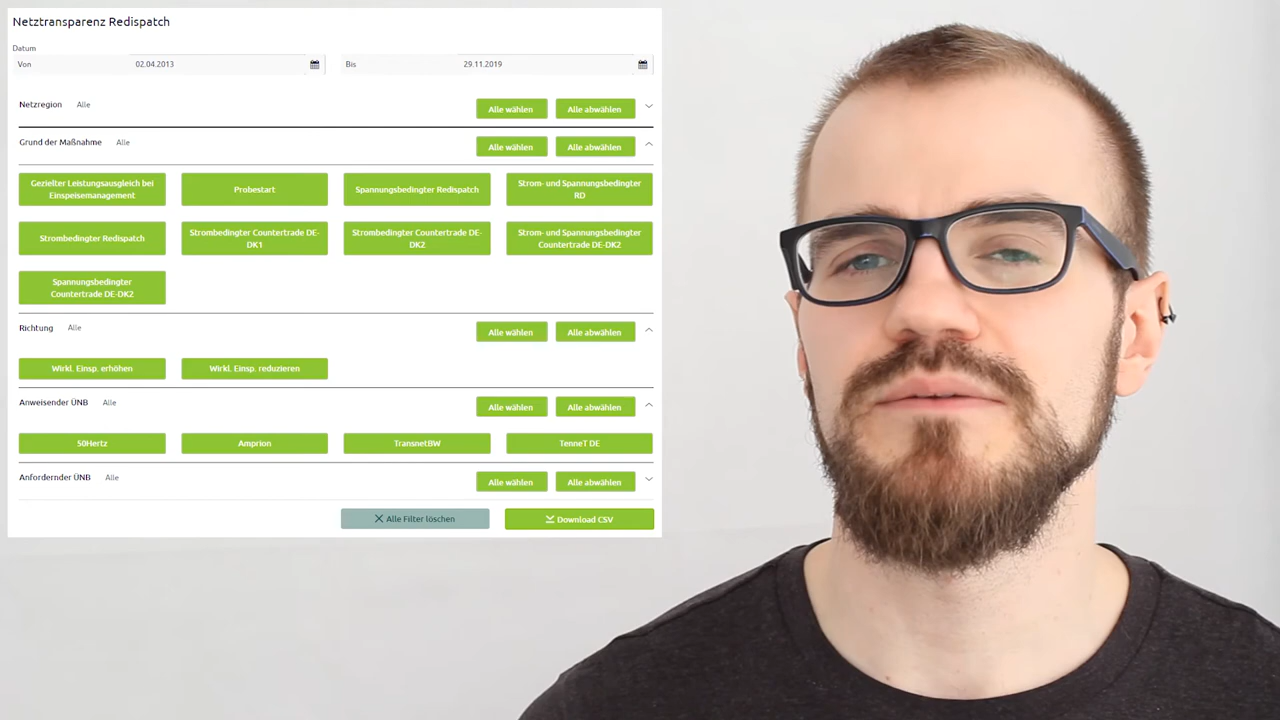 Netztransparenz Redispatch
Datum
Von 02.04.2013 Bis 29.11.2019
Netzregion Alle Alle wählen Alle abwählen
Grund der Maßnahme Alle Alle wählen Alle abwählen
Gezielter Leistungsausgleich bei
Einspeisemanagement
Probestart
Spannungsbedingter Redispatch
Strom- und Spannungsbedingter
RD
Strombedingter Redispatch
Strombedingter Countertrade DE-
DK1
Strombedingter Countertrade DE-
DK2
Strom- und Spannungsbedingter
Countertrade DE-DK2
Spannungsbedingter
Countertrade DE-DK2
Richtung Alle Alle wählen Alle abwählen
Wirkl. Einsp. erhöhen Wirkl. Einsp. reduzieren
Anweisender ÜNB Alle Alle wählen Alle abwählen
50Hertz Amprion TransnetBW TenneT DE
Anfordernder ÜNB Alle Alle wählen Alle abwählen
Alle Filter löschen Download CSV